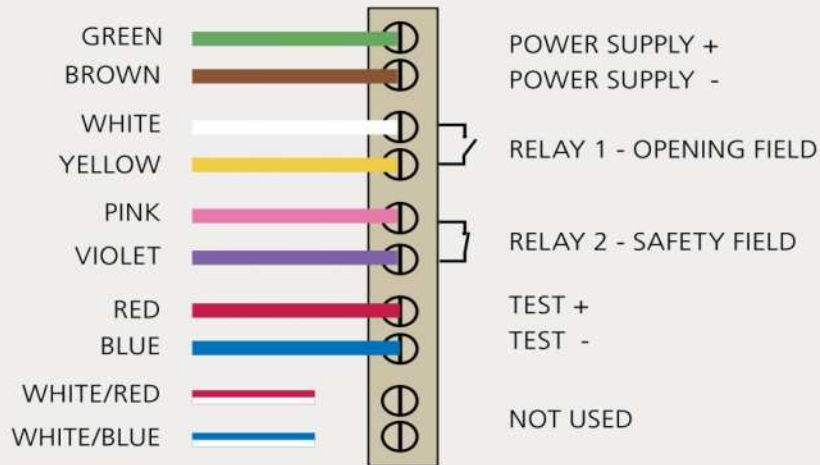 GREEN
POWER SUPPLY +
BROWN
POWER SUPPLY -
WHITE
YELLOW
RELAY 1 - OPENING FIELD
PINK
VIOLET
RELAY 2 - SAFETY FIELD
RED
TEST +
BLUE
TEST -
WHITE/RED
WHITE/BLUE
NOT USED